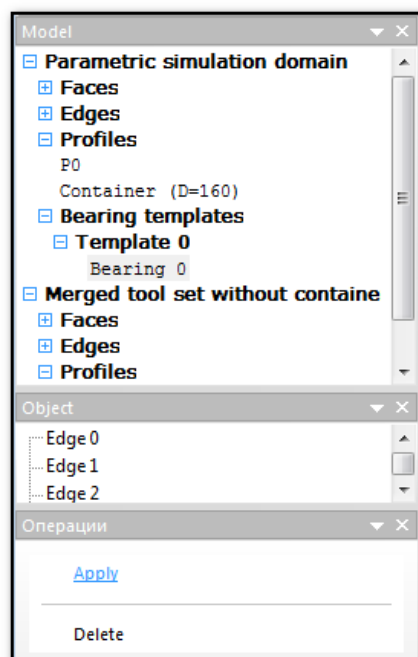 Model
Parametric simulation domain
Faces
Edges
Profiles
P0
Container (D=160)
Bearing templates
Template 0
Bearing 0
Merged tool set without containe
Faces
Edges
Profiles
Object
Edge 0
Edge 1
Edge 2
Операции
Apply
Delete